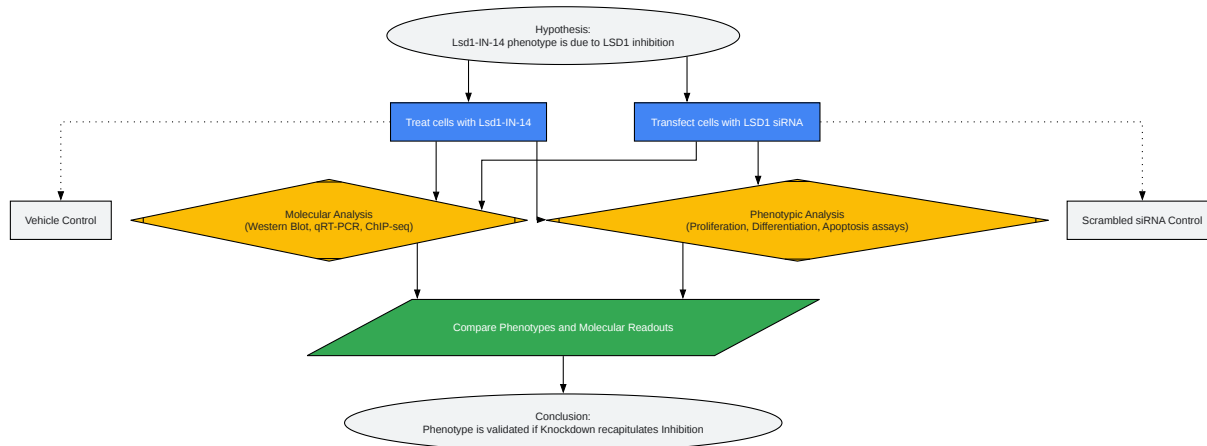 Hypothesis:
Lsd1-IN-14 phenotype is due to LSD1 inhibition
Treat cells with Lsd1-IN-14
Transfect cells with LSD1 siRNA
Vehicle Control
Molecular Analysis
(Western Blot, qRT-PCR, ChIP-seq)
Phenotypic Analysis
(Proliferation, Differentiation, Apoptosis assays)
Scrambled siRNA Control
Compare Phenotypes and Molecular Readouts
Conclusion:
Phenotype is validated if Knockdown recapitulates Inhibition